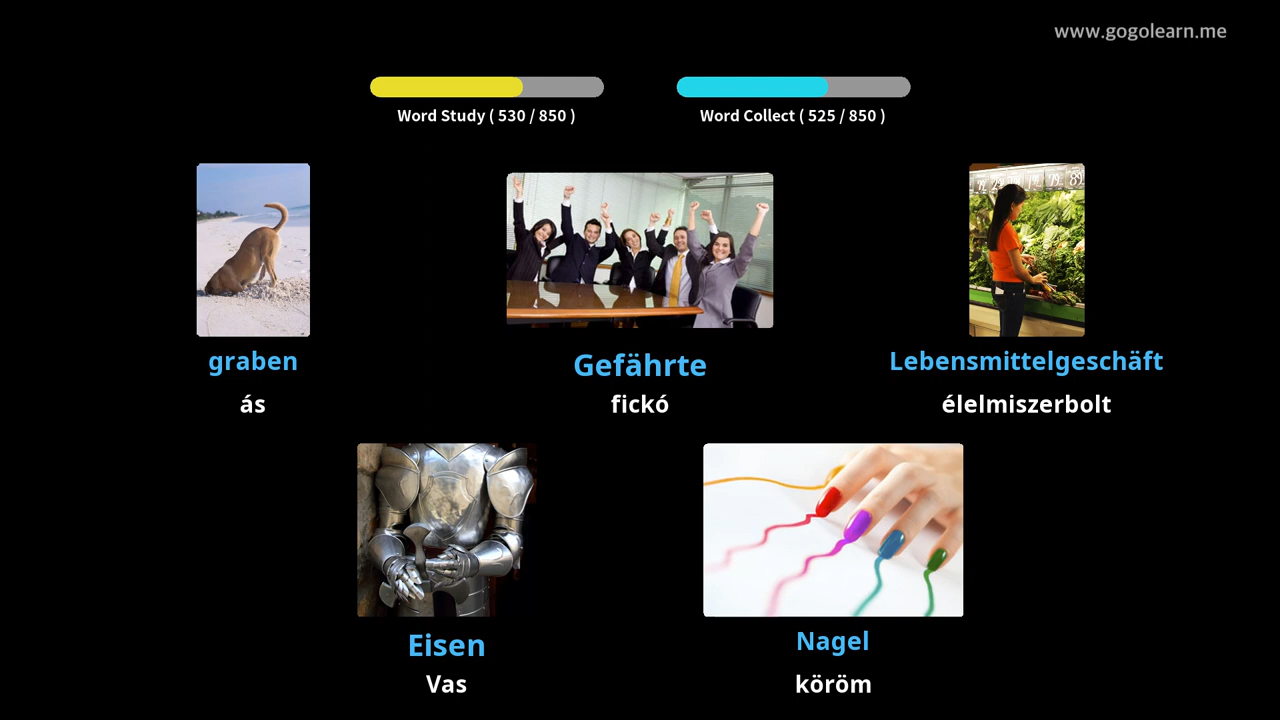 www.gogolearn.me
Word Study ( 530 / 850 )
Word Collect ( 525 / 850 )
graben
ás
Gefährte
fickó
Lebensmittelgeschäft
élelmiszerbolt
Eisen
Vas
Nagel
köröm